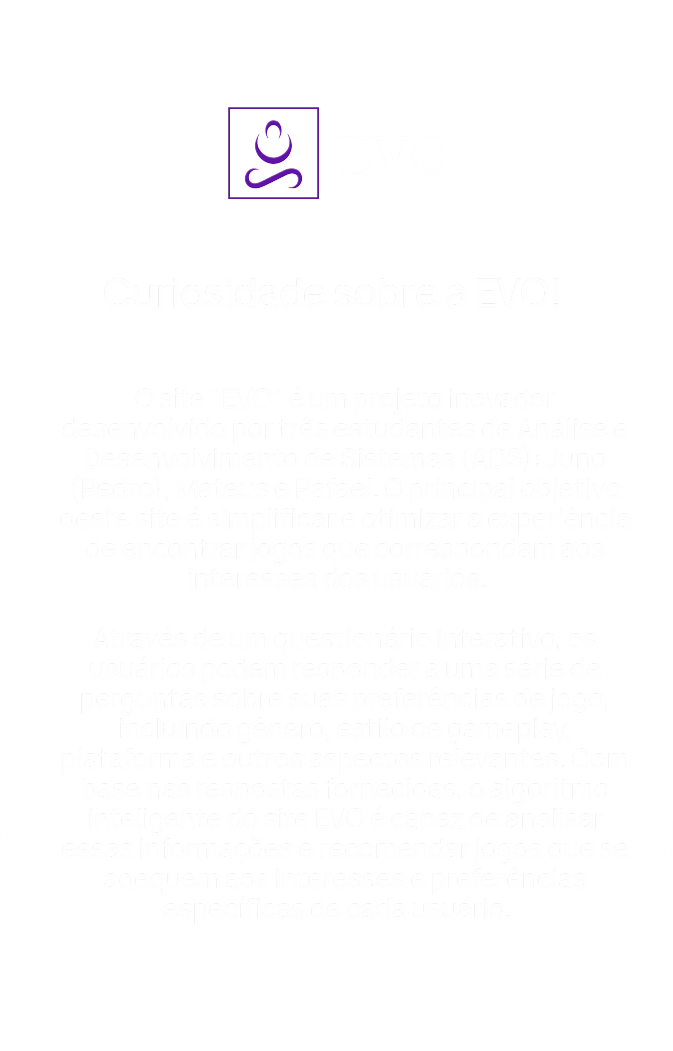 Curiosidade sobre a EVO!
O site "EVO" é um projeto inovador
desenvolvido por três estudantes de Análise e
Desenvolvimento de Sistemas (ADS): Juno
(Pedro), Mateus e Rafael. O principal objetivo
deste site é simplificar e otimizar a experiência
de encontrar jogos que correspondam aos
interesses dos usuários.
Através de um questionário interativo, os
usuários podem responder a uma série de
perguntas sobre suas preferências de jogo,
incluindo gênero, estilo de gameplay,
plataforma e outros aspectos relevantes. Com
base nas respostas fornecidas, o algoritmo
inteligente do site EVO é capaz de analisar
essas informações e recomendar jogos que se
adequem aos interesses e preferências
específicas de cada usuário.